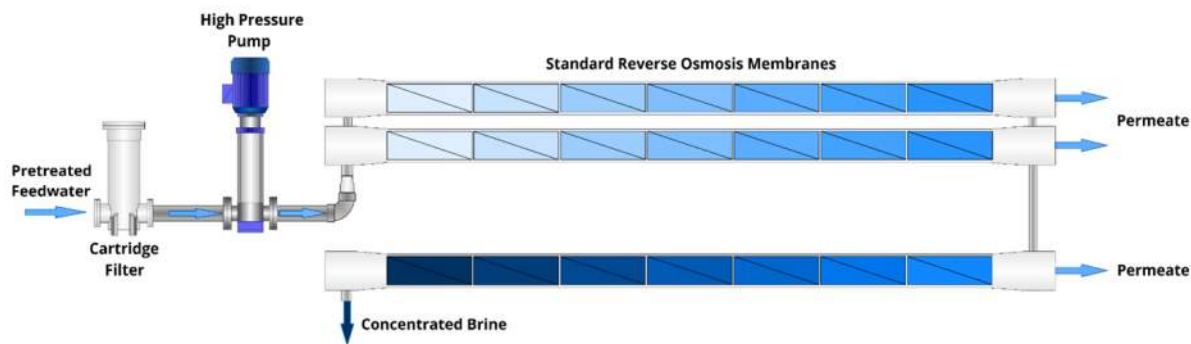 High Pressure
Pump
Standard Reverse Osmosis Membranes
Permeate
Pretreated
Feedwater
Cartridge
Filter
Permeate
Concentrated Brine